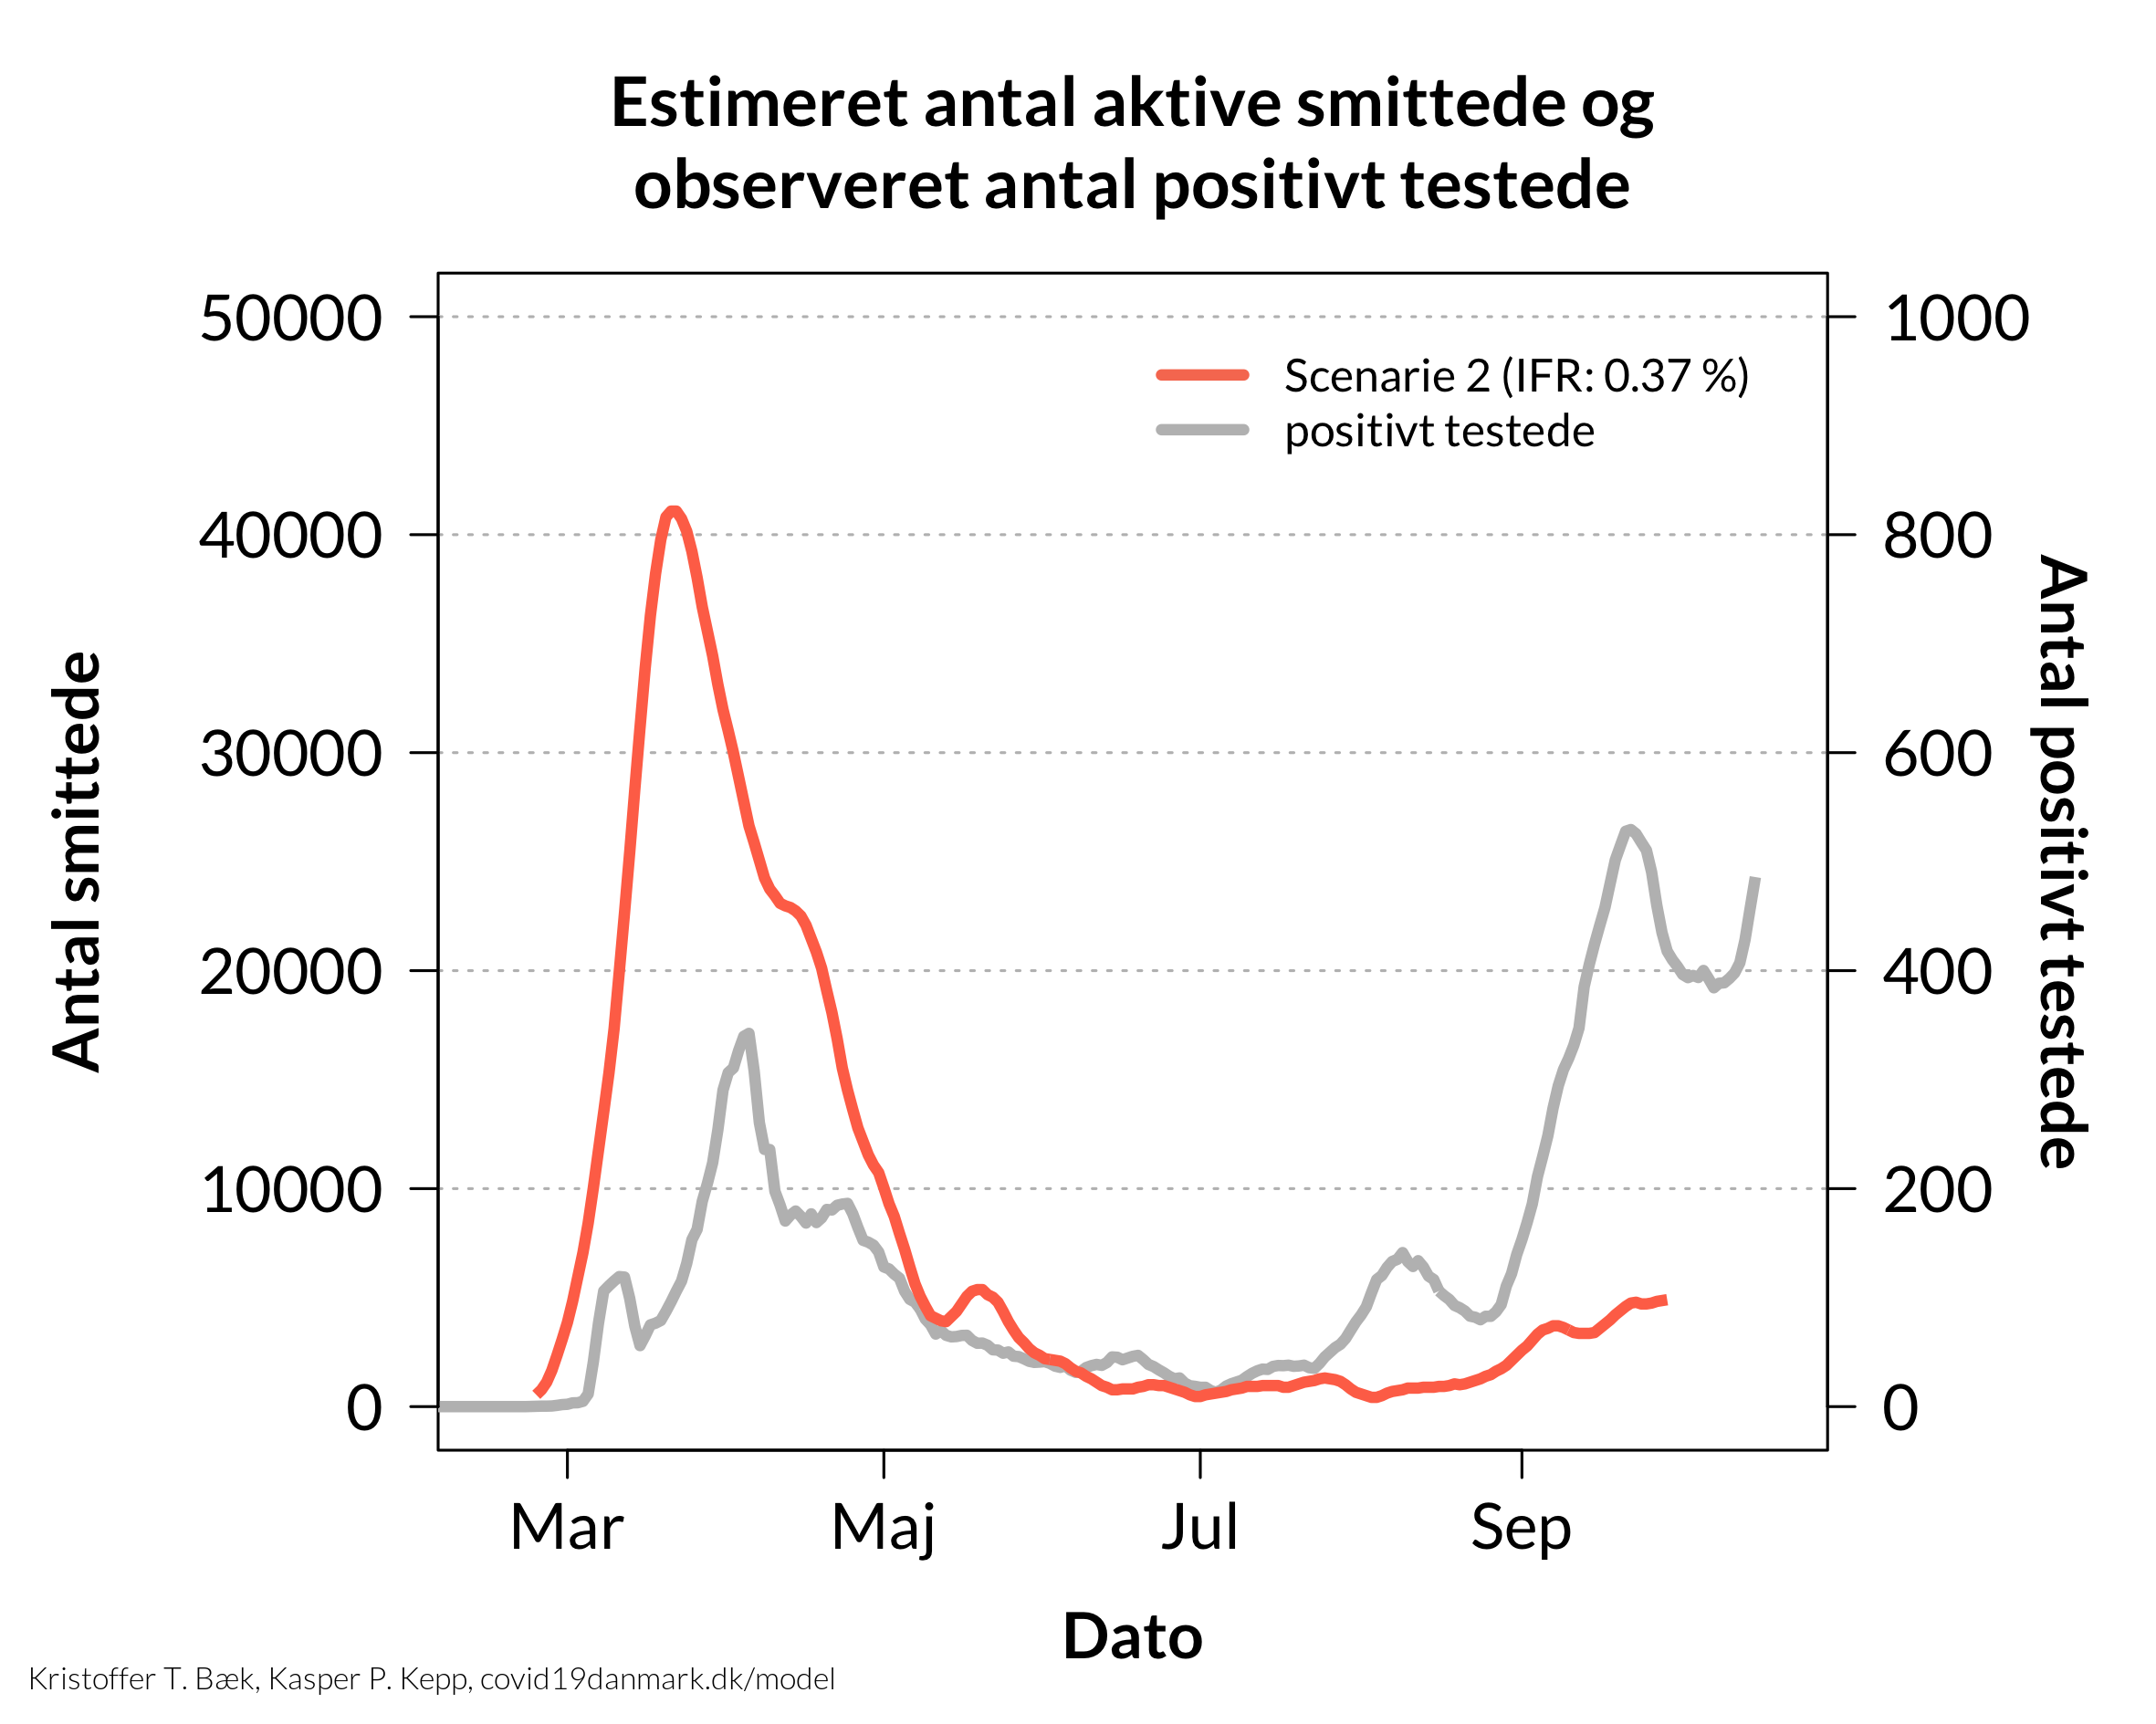 Estimeret antal aktive smittede og
observeret antal positivt testede
50000
40000
30000
20000
10000
0
Antal smittede
1000
800
600
400
200
0
Antal positivt testede
Scenarie 2 (IFR: 0.37 %)
positivt testede
Mar
Maj
Jul
Sep
Dato
Kristoffer T. Bæk, Kasper P. Kepp, covid19danmark.dk/model